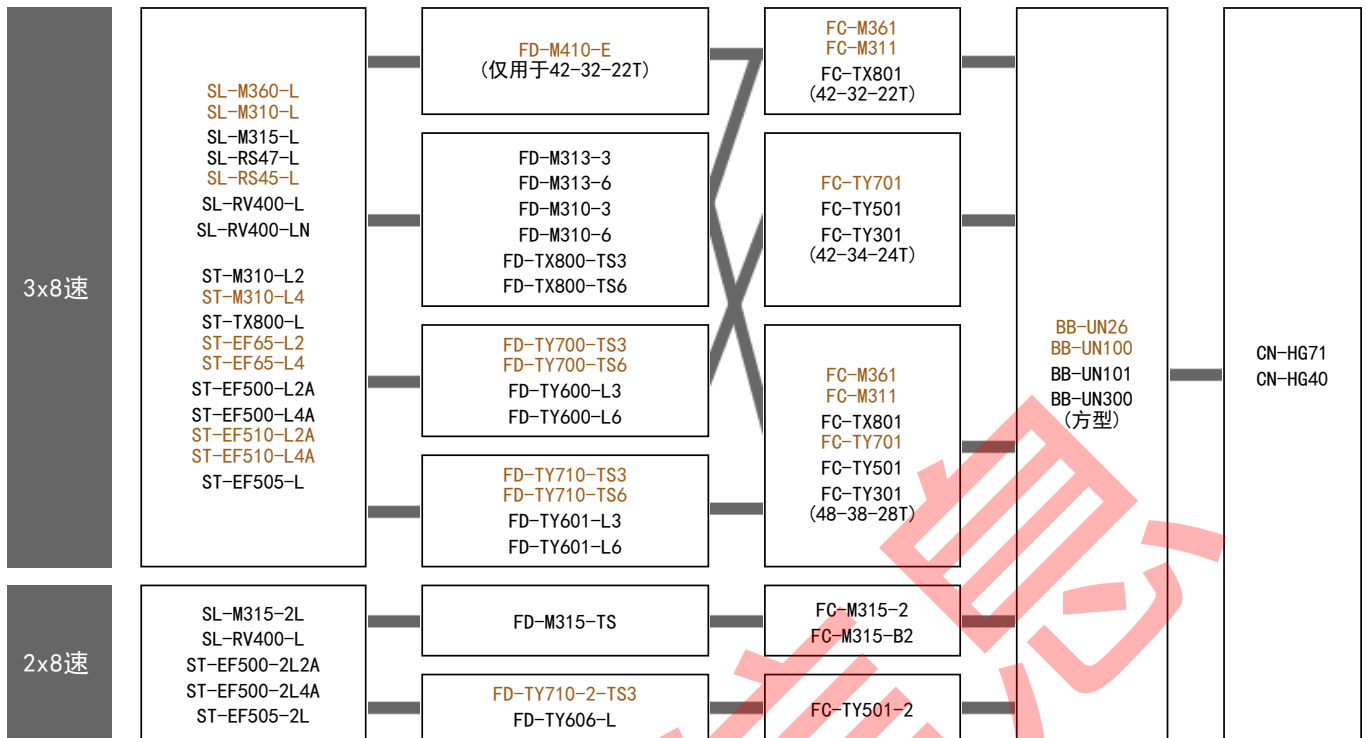 3x8速
SL-M360-L
SL-M310-L
SL-M315-L
SL-RS47-L
SL-RS45-L
SL-RV400-L
SL-RV400-LN
ST-M310-L2
ST-M310-L4
ST-TX800-L
ST-EF65-L2
ST-EF65-L4
ST-EF500-L2A
ST-EF500-L4A
ST-EF510-L2A
ST-EF510-L4A
ST-EF505-L
FD-M410-E
(仅用于42-32-22T)
FD-M313-3
FD-M313-6
FD-M310-3
FD-M310-6
FD-TX800-TS3
FD-TX800-TS6
FD-TY700-TS3
FD-TY700-TS6
FD-TY600-L3
FD-TY600-L6
FD-TY710-TS3
FD-TY710-TS6
FD-TY601-L3
FD-TY601-L6
FC-M361
FC-M311
FC-TX801
(42-32-22T)
FC-TY701
FC-TY501
FC-TY301
(42-34-24T)
FC-M361
FC-M311
FC-TX801
FC-TY701
FC-TY501
FC-TY301
(48-38-28T)
BB-UN26
BB-UN100
BB-UN101
BB-UN300
(方型)
CN-HG71
CN-HG40
2x8速
SL-M315-2L
SL-RV400-L
ST-EF500-2L2A
ST-EF500-2L4A
ST-EF505-2L
FD-M315-TS
FD-TY710-2-TS3
FD-TY606-L
FC-M315-2
FC-M315-B2
FC-TY501-2